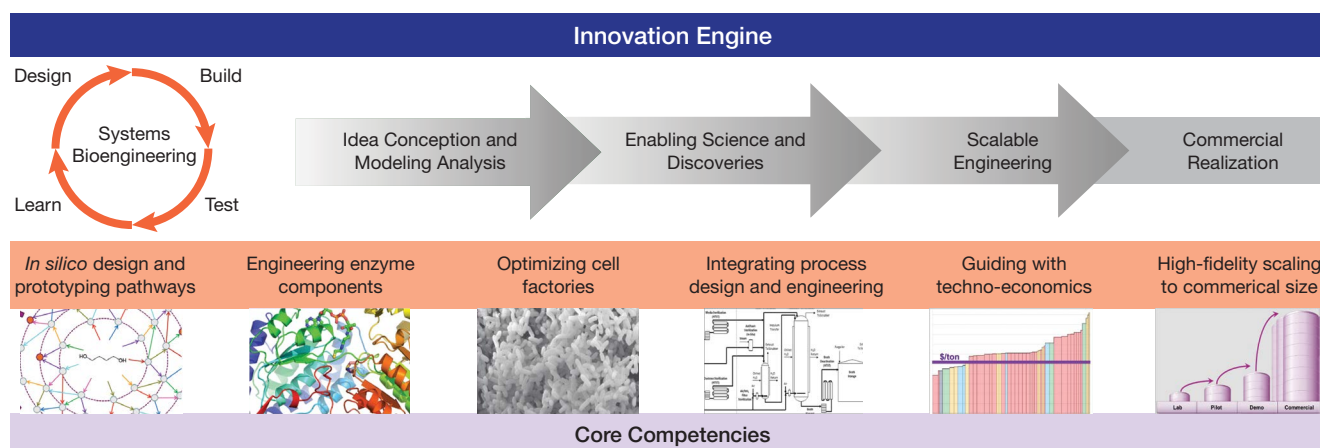 Innovation Engine
Design
Build
Systems
Bioengineering
Learn
Test
Idea Conception and
Modeling Analysis
Enabling Science and
Discoveries
Scalable
Engineering
Commercial
Realization
In silico design and
prototyping pathways
Engineering enzyme
components
Optimizing cell
factories
Integrating process
design and engineering
Guiding with
techno-economics
High-fidelity scaling
to commerical size
HO
OH
$/ton
Lab
Pilot
Demo
Commercial
Core Competencies